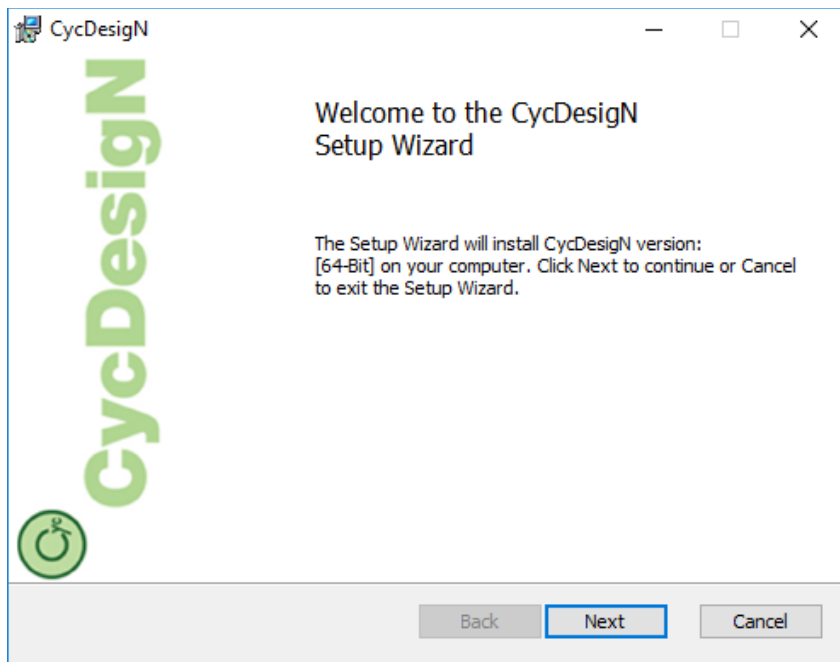 CycDesigN
CycDesigN
Welcome to the CycDesigN
Setup Wizard
The Setup Wizard will install CycDesigN version:
[64-Bit] on your computer. Click Next to continue or Cancel
to exit the Setup Wizard.
Cyc
Back
Next
Cancel